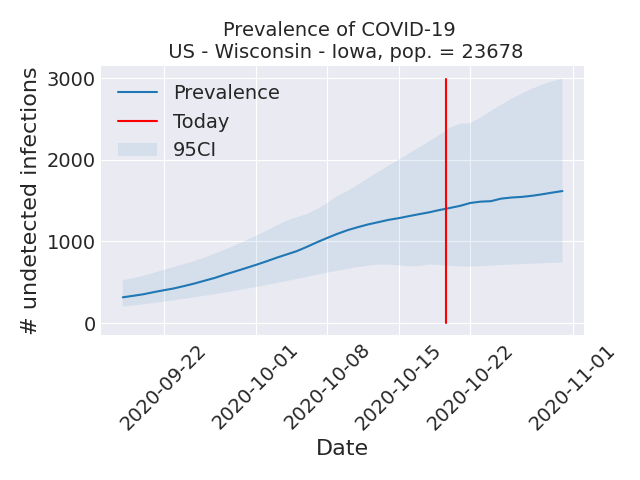 Prevalence of COVID-19
US - Wisconsin - Iowa, pop. = 23678
# undetected infections
3000
2000
1000
0
Prevalence
Today
95CI
2020-09-22
2020-10-01
2020-10-08
2020-10-15
2020-10-22
2020-11-01
Date